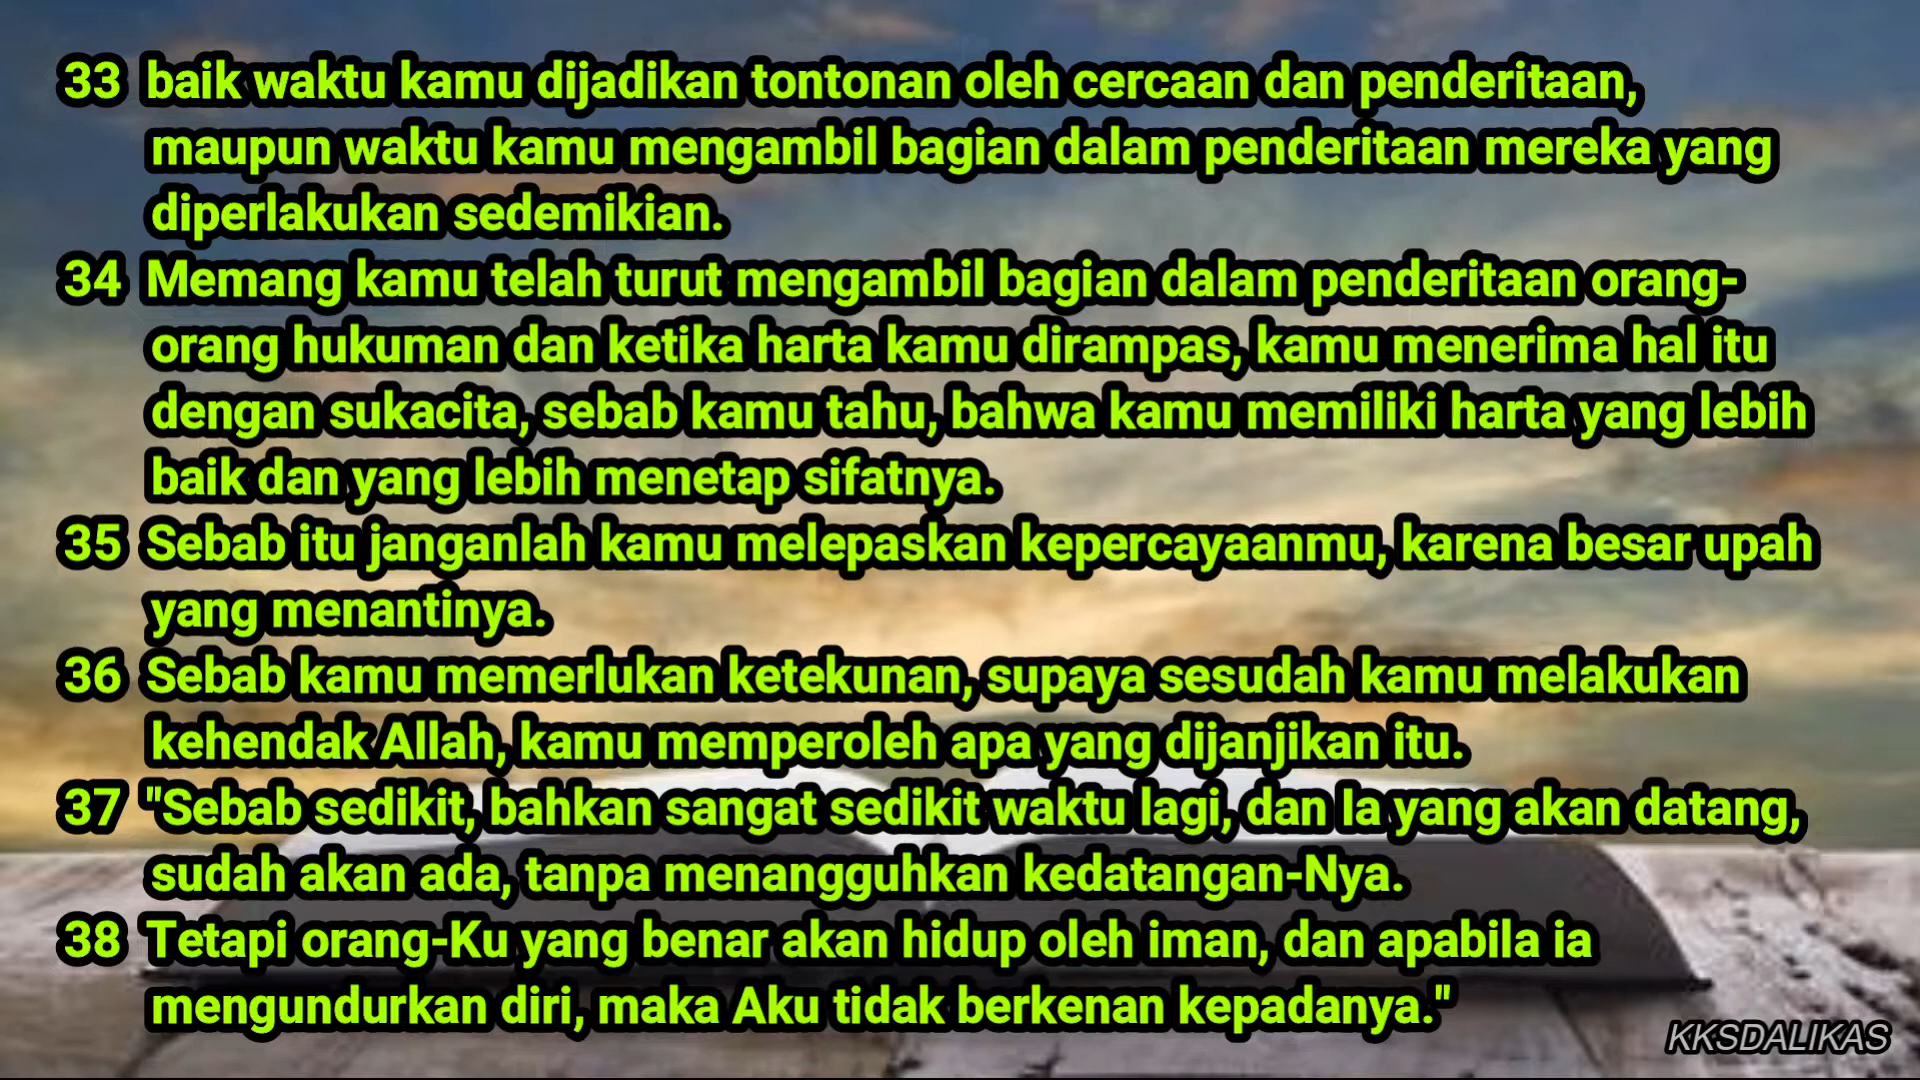 33 baik waktu kamu dijadikan tontonan oleh cercaan dan penderitaan,
maupun waktu kamu mengambil bagian dalam penderitaan mereka yang
diperlakukan sedemikian.
34 Memang kamu telah turut mengambil bagian dalam penderitaan orang-
orang hukuman dan ketika harta kamu dirampas, kamu menerima hal itu
dengan sukacita, sebab kamu tahu, bahwa kamu memiliki harta yang lebih
baik dan yang lebih menetap sifatnya.
35 Sebab itu janganlah kamu melepaskan kepercayaanmu, karena besar upah
yang menantinya.
36 Sebab kamu memerlukan ketekunan, supaya sesudah kamu melakukan
kehendak Allah, kamu memperoleh apa yang dijanjikan itu.
37 "Sebab sedikit, bahkan sangat sedikit waktu lagi, dan Ia yang akan datang,
sudah akan ada, tanpa menangguhkan kedatangan-Nya.
38 Tetapi orang-Ku yang benar akan hidup oleh iman, dan apabila ia
mengundurkan diri, maka Aku tidak berkenan kepadanya."
KKSDALIKAS